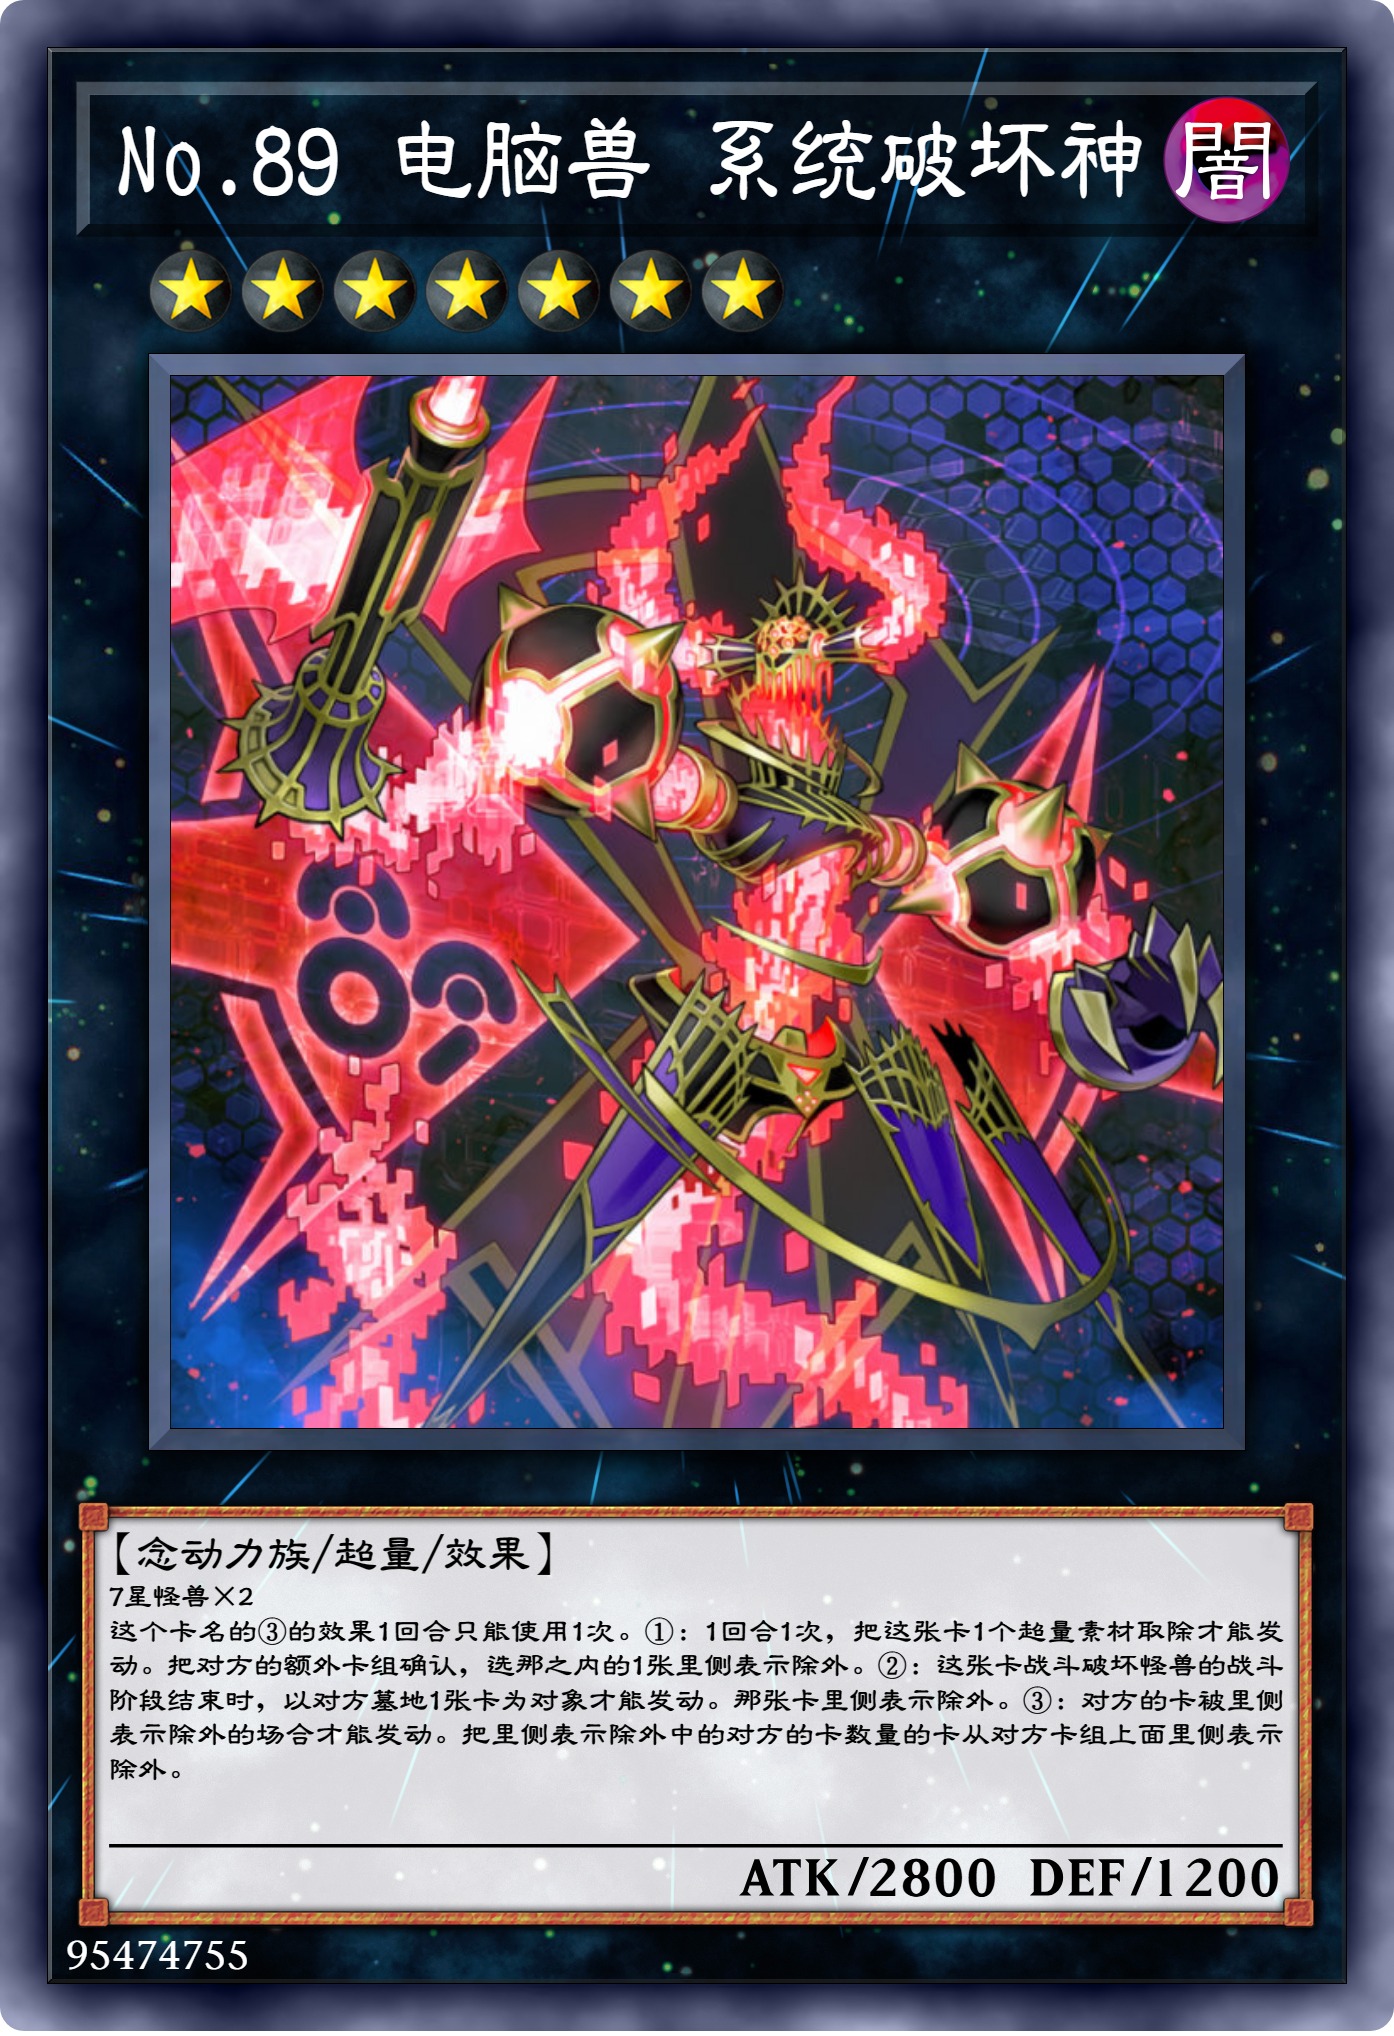 No.89 电脑兽 系统破坏神 闇
89
【念动力族/超量/效果】
7星怪兽×2
这个卡名的③的效果1回合只能使用1次。①：1回合1次，把这张卡1个超量素材取除才能发
动。把对方的额外卡组确认，选那之内的1张里侧表示除外。②：这张卡战斗破坏怪兽的战斗
阶段结束时，以对方墓地1张卡为对象才能发动。那张卡里侧表示除外。③：对方的卡被里侧
表示除外的场合才能发动。把里侧表示除外中的对方的卡数量的卡从对方卡组上面里侧表示
除外。
ATK/2800 DEF/1200
95474755